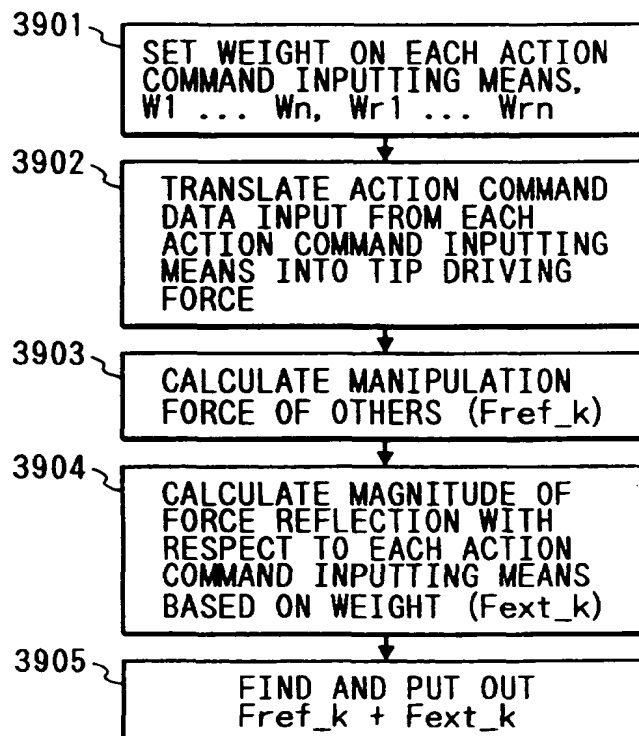 3901
SET WEIGHT ON EACH ACTION
COMMAND INPUTTING MEANS,
W1 ... Wn, Wr1 ... Wrn
3902
TRANSLATE ACTION COMMAND
DATA INPUT FROM EACH
ACTION COMMAND INPUTTING
MEANS INTO TIP DRIVING
FORCE
3903
CALCULATE MANIPULATION
FORCE OF OTHERS (Fref_k)
3904
CALCULATE MAGNITUDE OF
FORCE REFLECTION WITH
RESPECT TO EACH ACTION
COMMAND INPUTTING MEANS
BASED ON WEIGHT (Fext_k)
3905
FIND AND PUT OUT
Fref_k + Fext_k